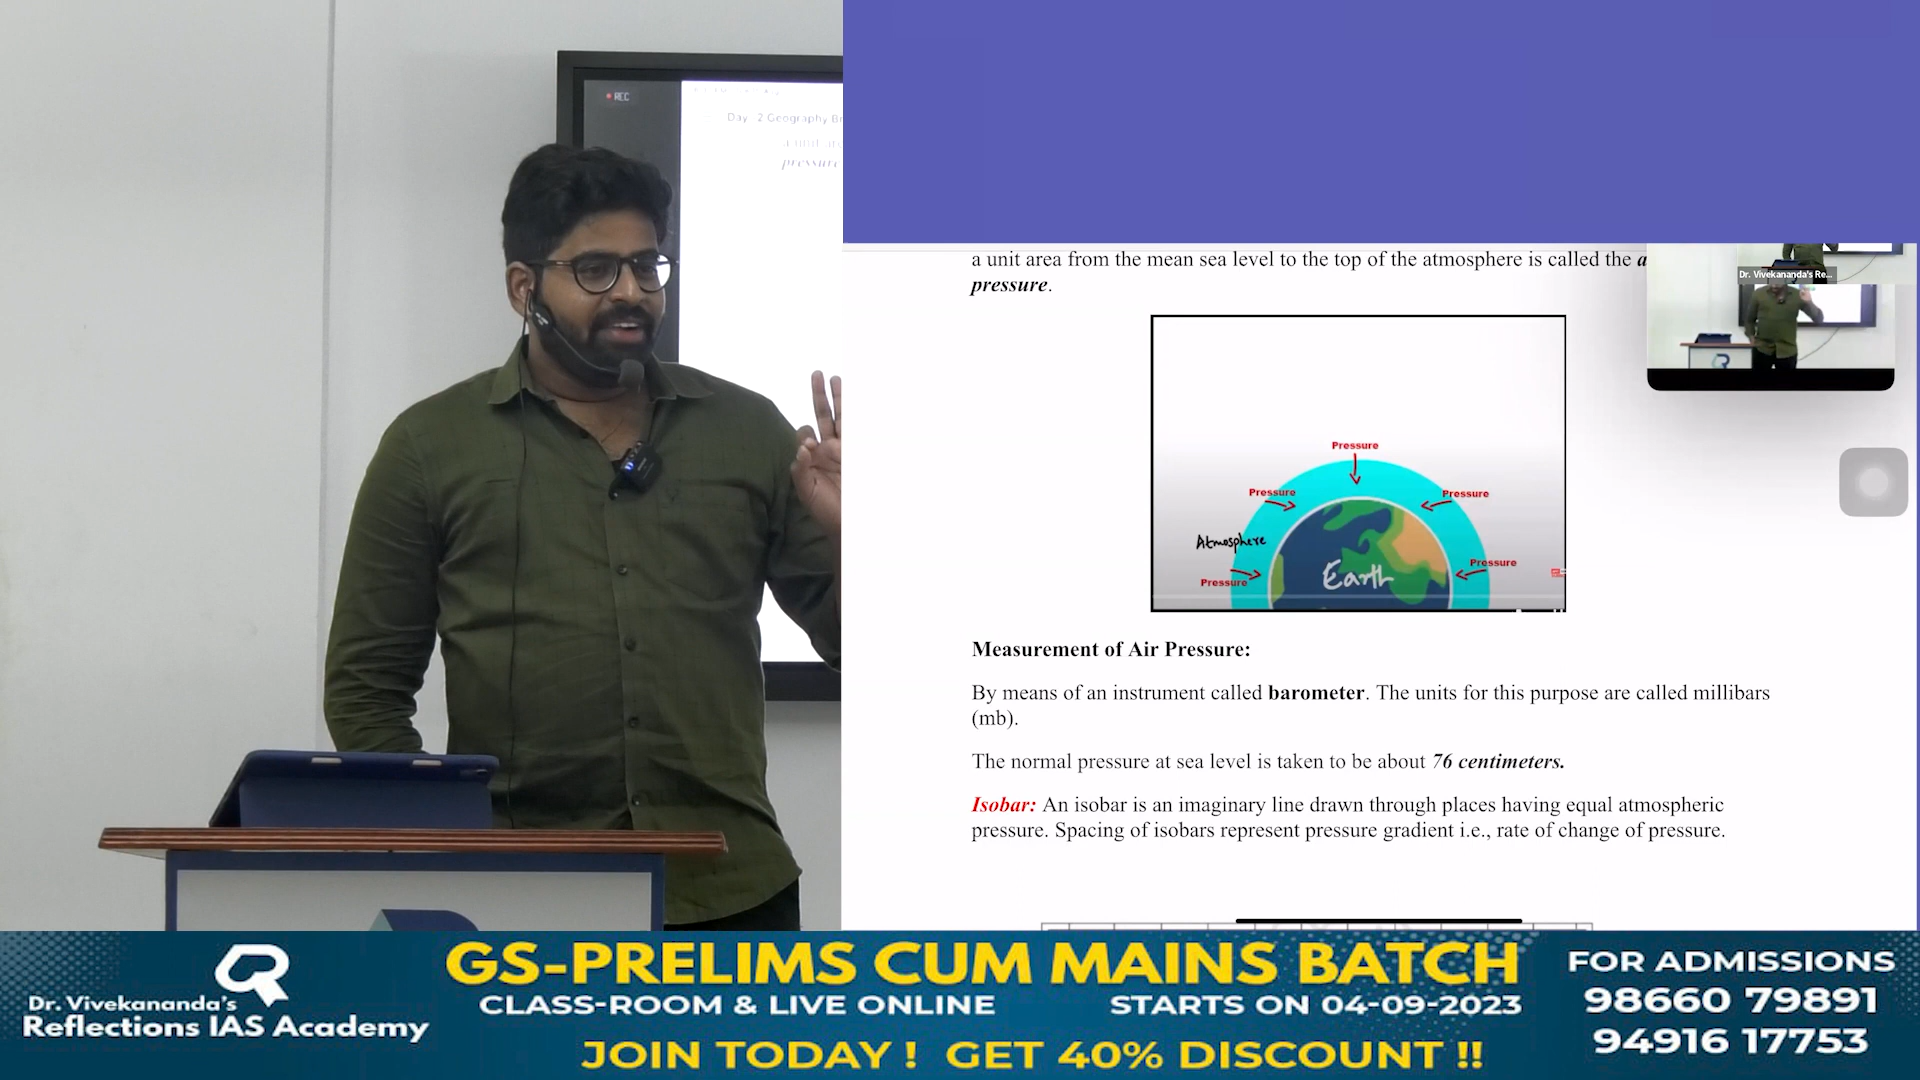 REC
Day -2 Geography
pressure
a unit area from the mean sea level to the top of the atmosphere is called the a
pressure.
Dr. Vivekananda's Re...
Pressure
Pressure
Pressure
Atmosphere
Pressure
Pressure
Earth
Measurement of Air Pressure:
By means of an instrument called barometer. The units for this purpose are called millibars
(mb).
The normal pressure at sea level is taken to be about 76 centimeters.
Isobar: An isobar is an imaginary line drawn through places having equal atmospheric
pressure. Spacing of isobars represent pressure gradient i.e., rate of change of pressure.
Dr. Vivekananda's
Reflections IAS Academy
GS-PRELIMS CUM MAINS BATCH
CLASS-ROOM & LIVE ONLINE STARTS ON 04-09-2023
JOIN TODAY ! GET 40% DISCOUNT !!
FOR ADMISSIONS
98660 79891
94916 17753